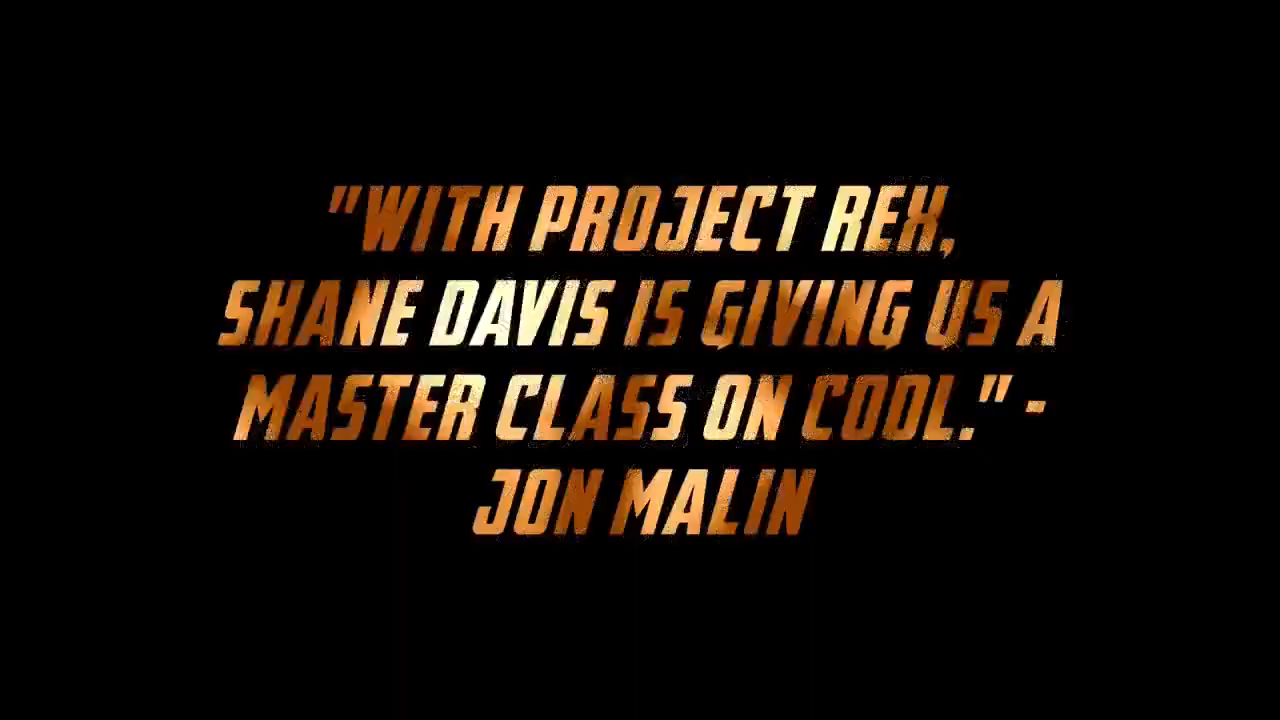 "WITH PROJECT REX,
SHANE DAVIS IS GIVING US A
MASTER CLASS ON COOL." -
JON MALIN